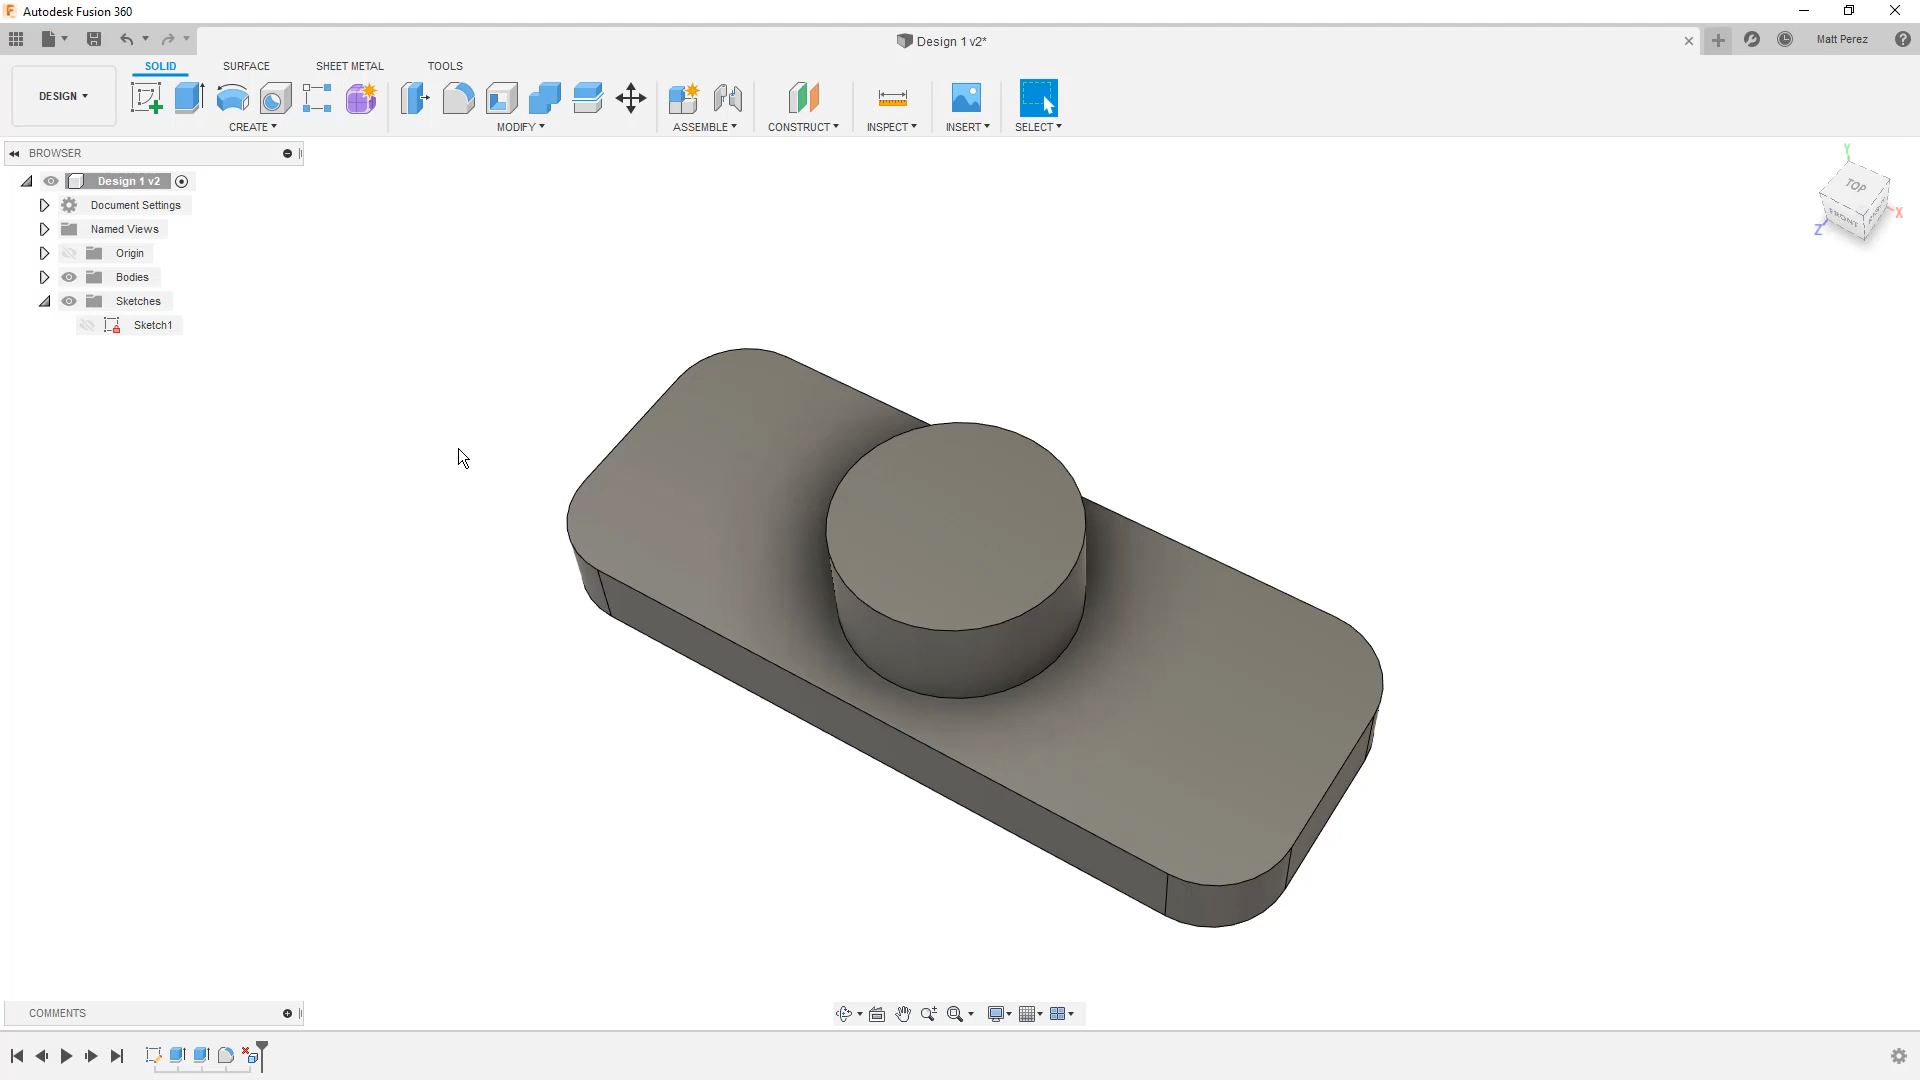 Autodesk Fusion 360
Design 1 v2*
Matt Perez
SOLID SURFACE SHEET METAL TOOLS
DESIGN
CREATE MODIFY ASSEMBLE CONSTRUCT INSPECT INSERT SELECT
BROWSER
Design 1 v2
Document Settings
Named Views
Origin
Bodies
Sketches
Sketch1
Y
TOP
FRONT
X
Z
COMMENTS